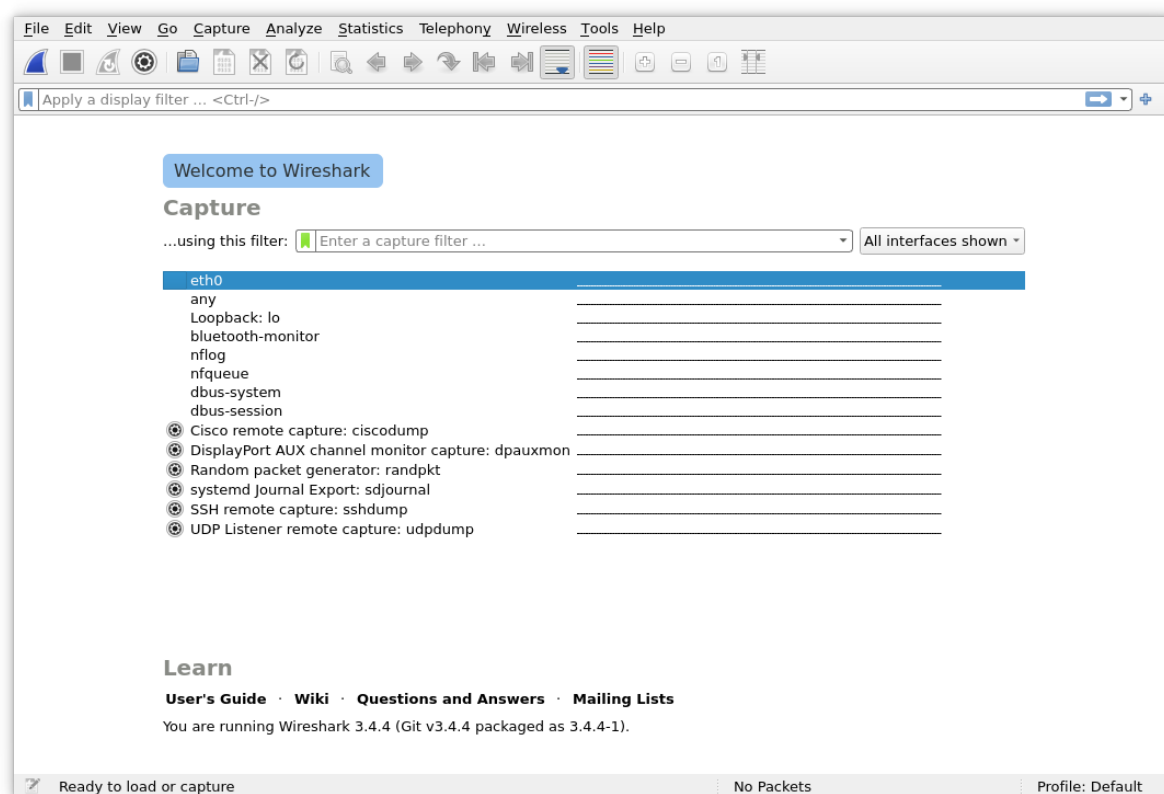 File Edit View Go Capture Analyze Statistics Telephony Wireless Tools Help
Apply a display filter ... <Ctrl-/>
Welcome to Wireshark
Capture
...using this filter: Enter a capture filter ... All interfaces shown
eth0
any
Loopback: lo
bluetooth-monitor
nflog
nfqueue
dbus-system
dbus-session
Cisco remote capture: ciscodump
DisplayPort AUX channel monitor capture: dpauxmon
Random packet generator: randpkt
systemd Journal Export: sdjournal
SSH remote capture: sshdump
UDP Listener remote capture: udpdump
Learn
User's Guide · Wiki · Questions and Answers · Mailing Lists
You are running Wireshark 3.4.4 (Git v3.4.4 packaged as 3.4.4-1).
Ready to load or capture No Packets Profile: Default